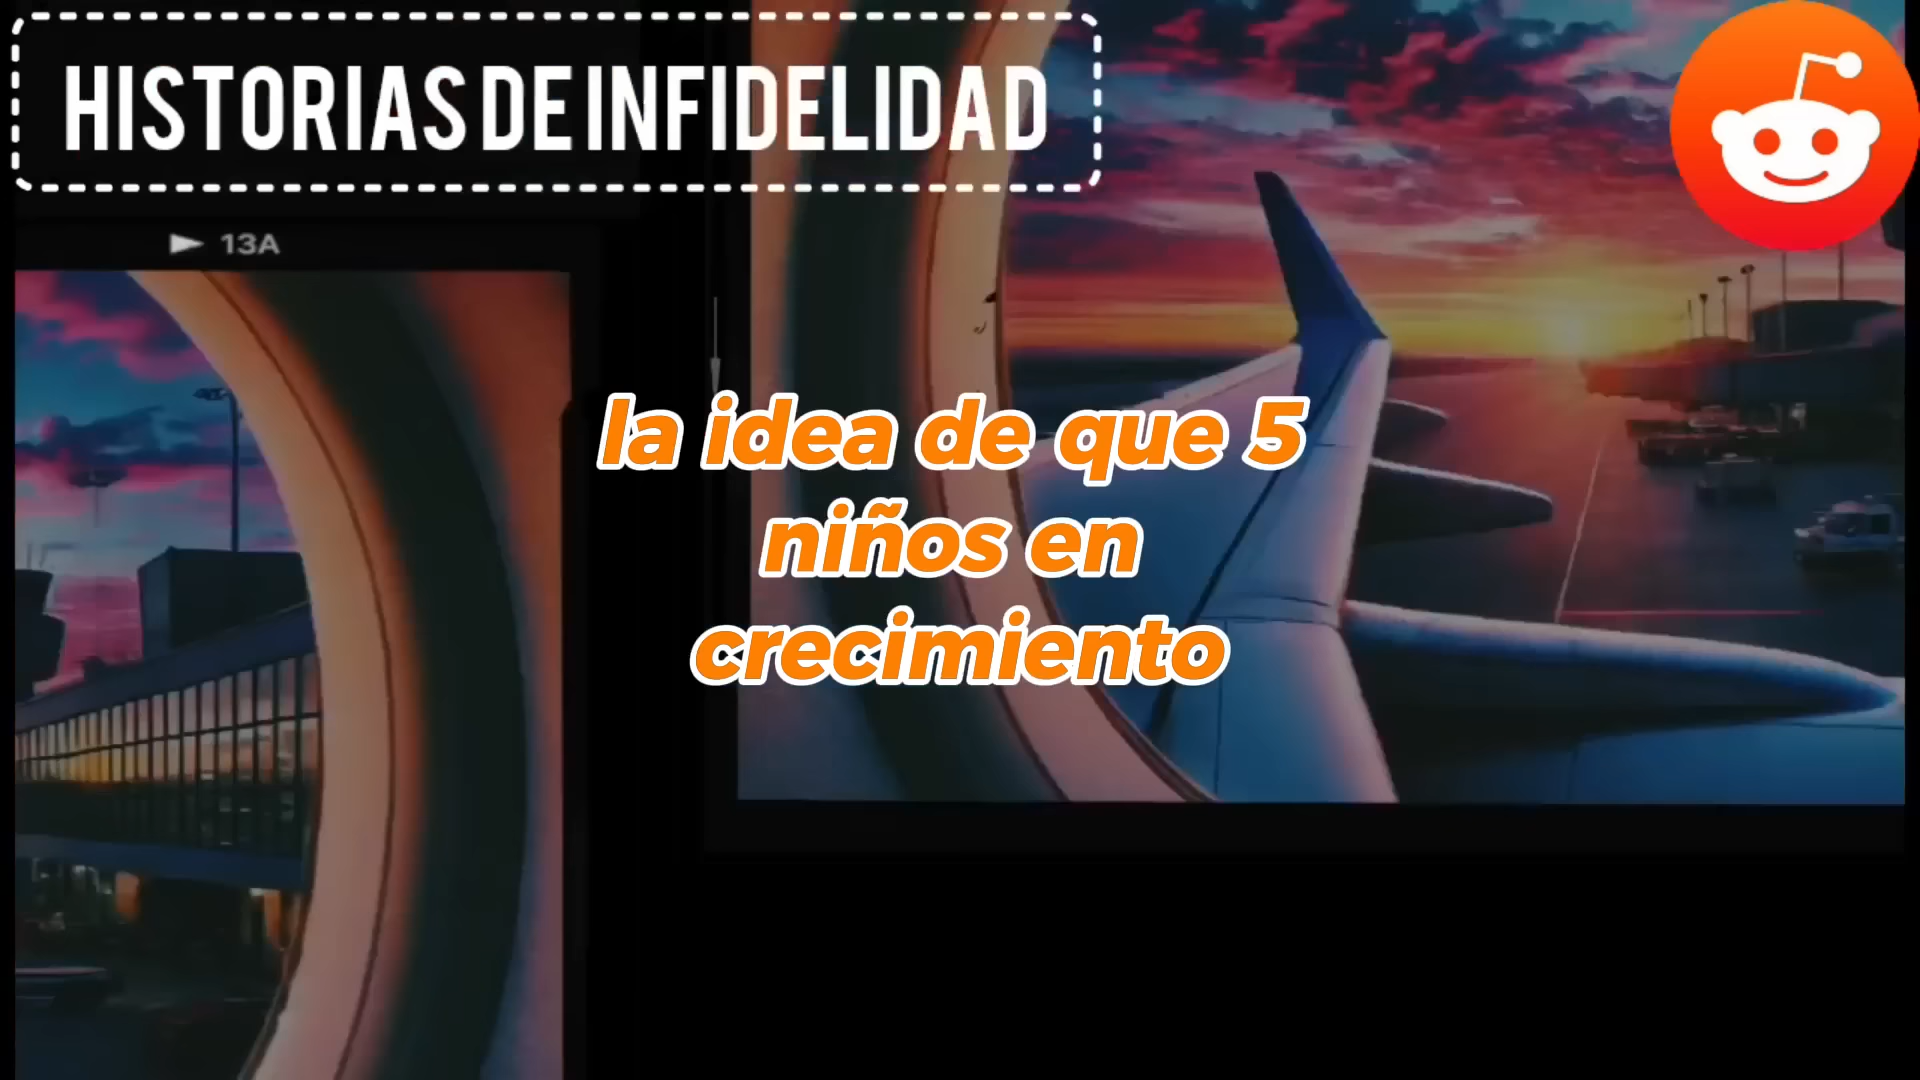 HISTORIAS DE INFIDELIDAD
13A
la idea de que 5
niños en
crecimiento